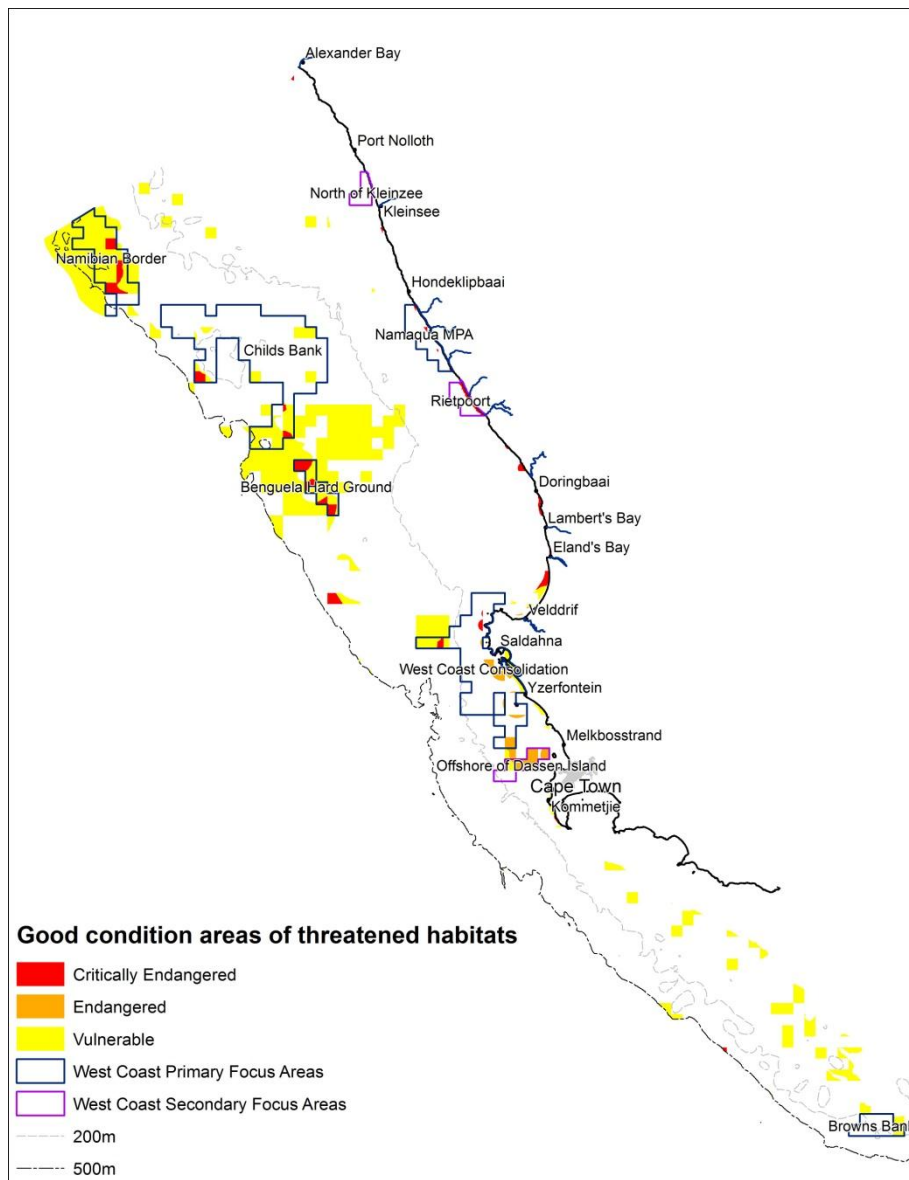 Alexander Bay
Port Nolloth
North of Kleinzee
Kleinsee
Namibian Border
Hondeklipbaai
Namaqua MPA
Childs Bank
Rietpoort
Doringbaai
Benguela Hard Ground
Lambert's Bay
Eland's Bay
Velddrif
Saldahna
West Coast Consolidation
Yzerfontein
Melkbosstrand
Offshore of Dassen Island
Cape Town
Kommetjie
Good condition areas of threatened habitats
Critically Endangered
Endangered
Vulnerable
West Coast Primary Focus Areas
West Coast Secondary Focus Areas
200m
500m
Browns Bank